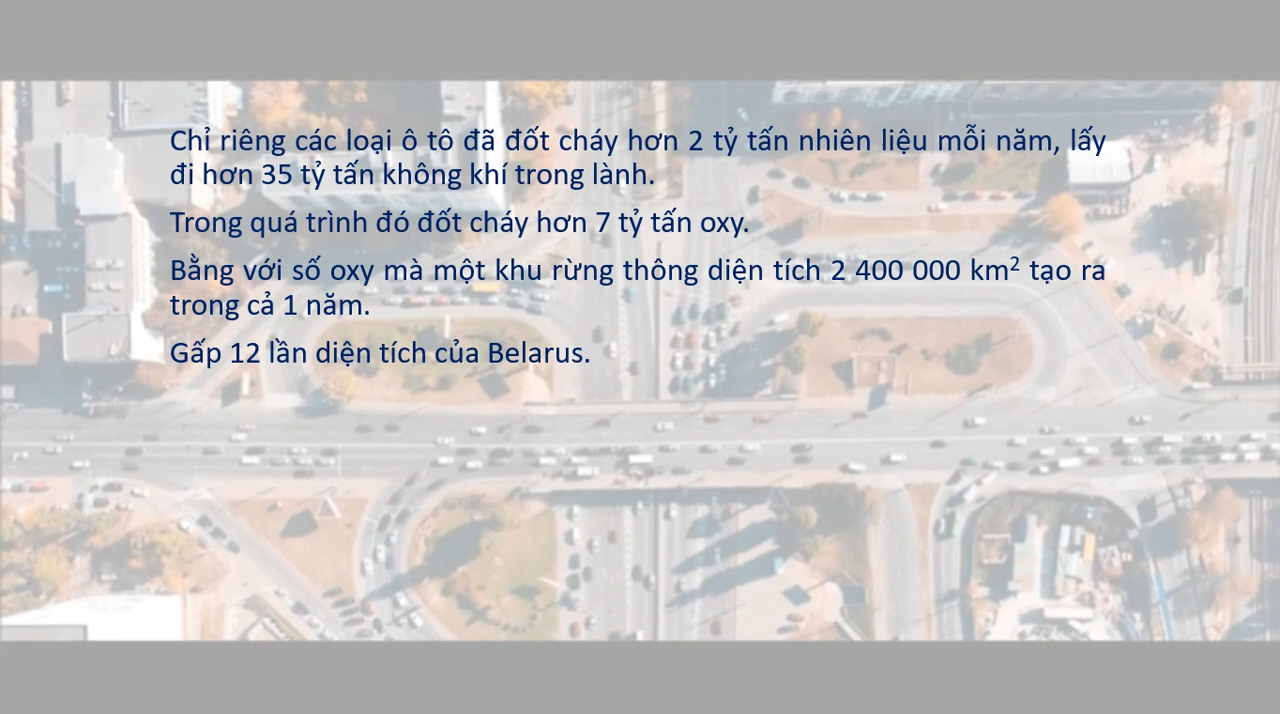 Chỉ riêng các loại ô tô đã đốt cháy hơn 2 tỷ tấn nhiên liệu mỗi năm, lấy
đi hơn 35 tỷ tấn không khí trong lành.
Trong quá trình đó đốt cháy hơn 7 tỷ tấn oxy.
Bằng với số oxy mà một khu rừng thông diện tích 2 400 000 km² tạo ra
trong cả 1 năm.
Gấp 12 lần diện tích của Belarus.